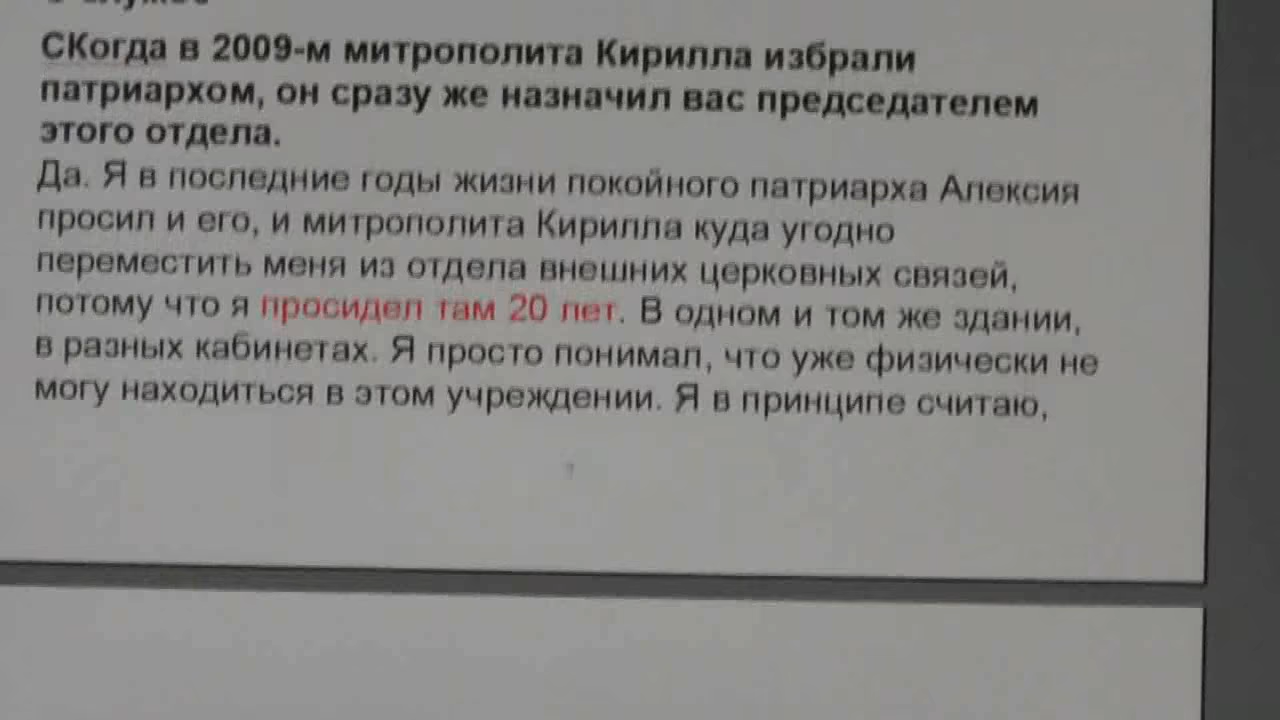 СКогда в 2009-м митрополита Кирилла избрали
патриархом, он сразу же назначил вас председателем
этого отдела.
Да. Я в последние годы жизни покойного патриарха Алексия
просил и его, и митрополита Кирилла куда угодно
переместить меня из отдела внешних церковных связей,
потому что я просидел там 20 лет. В одном и том же здании,
в разных кабинетах. Я просто понимал, что уже физически не
могу находиться в этом учреждении. Я в принципе считаю,